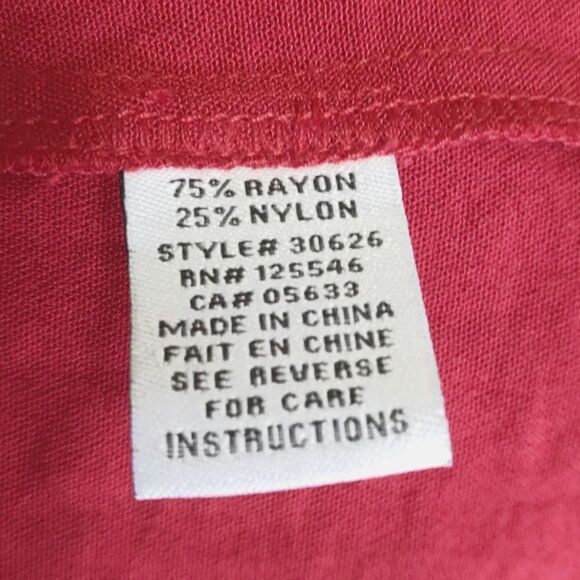 75% RAYON
25% NYLON
STYLE# 30626
RN# 125546
CA# 05633
MADE IN CHINA
FAIT EN CHINE
SEE REVERSE
FOR CARE
INSTRUCTIONS